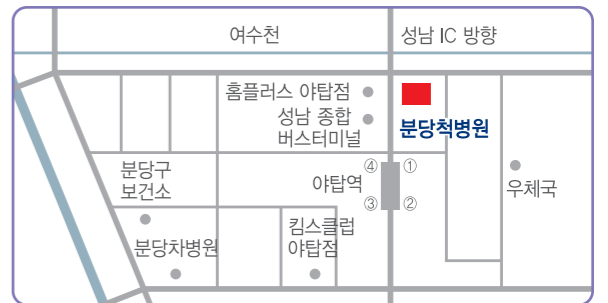 여수천
성남 IC 방향
홈플러스 야탑점
성남 종합
버스터미널
분당척병원
분당구
보건소
야탑역
④
①
③
②
우체국
분당차병원
킴스클럽
야탑점